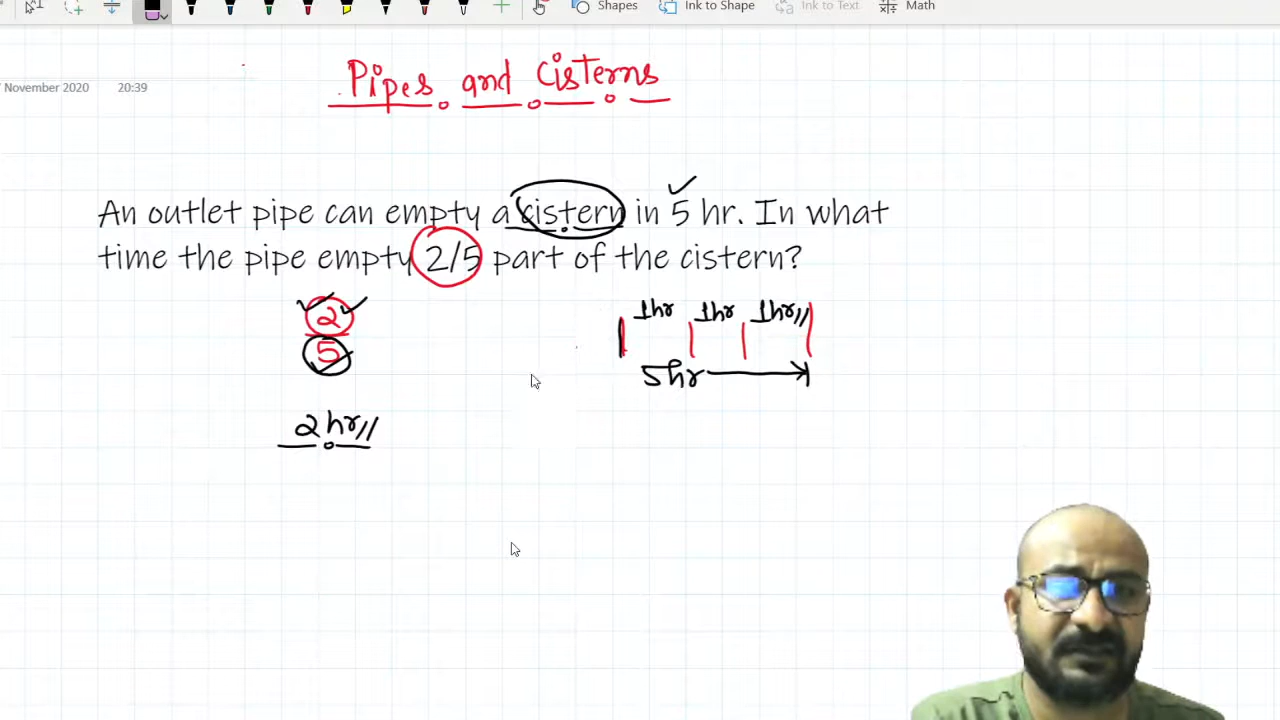 Shapes Ink to Shape Ink to Text Math
November 2020 20:39
Pipes and Cisterns
An outlet pipe can empty a cistern in 5 hr. In what
time the pipe empty 2/5 part of the cistern?
2
5
1hr 1hr 1hr
5hr
2hr